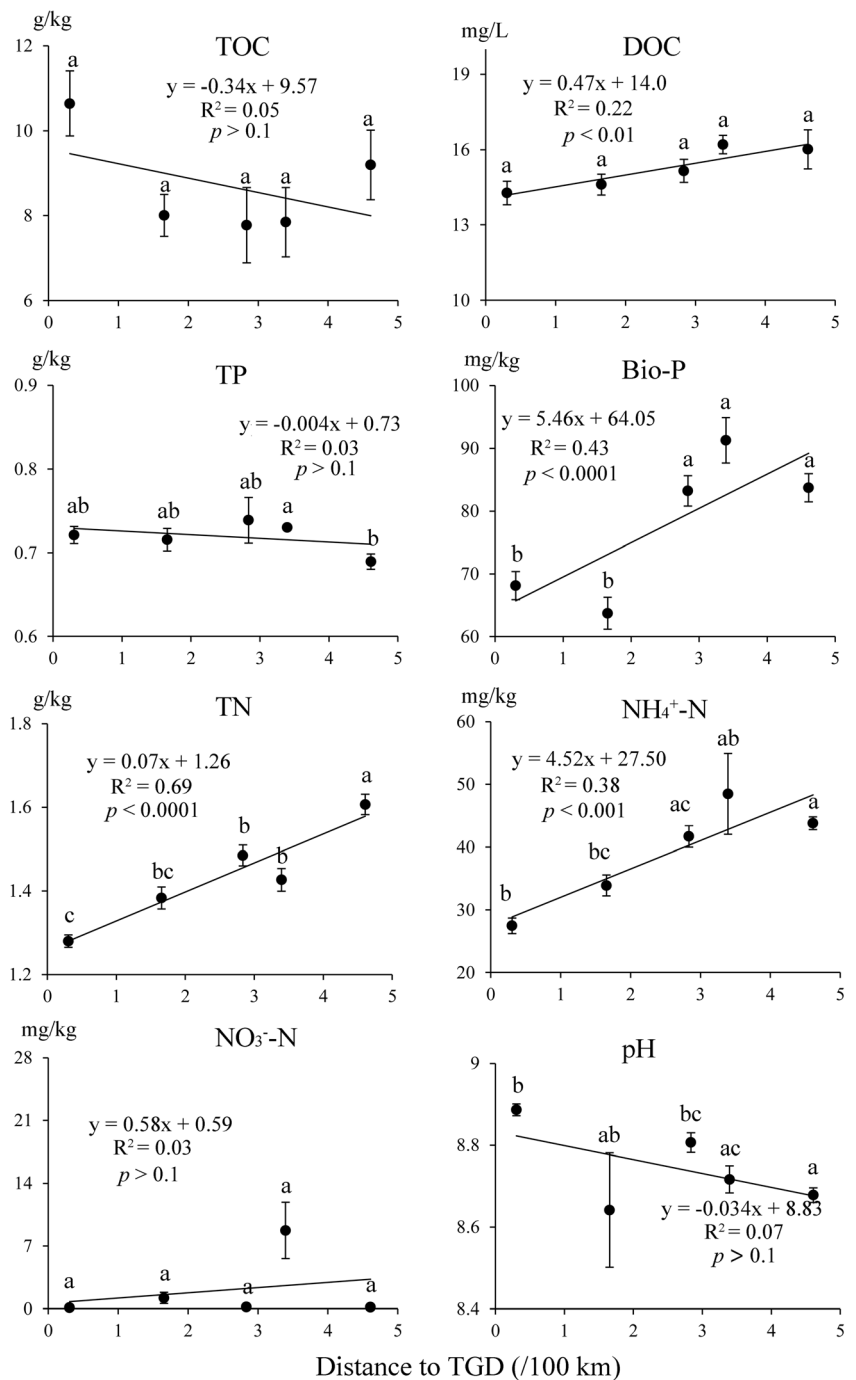 g/kg
TOC
12
10
8
6
0 1 2 3 4 5
y = -0.34x + 9.57
R² = 0.05
p > 0.1
a a a a a
mg/L
DOC
19
16
13
10
0 1 2 3 4 5
y = 0.47x + 14.0
R² = 0.22
p < 0.01
a a a a a
g/kg
TP
0.9
0.8
0.7
0.6
0 1 2 3 4 5
y = -0.004x + 0.73
R² = 0.03
p > 0.1
ab ab ab a b
mg/kg
Bio-P
100
90
80
70
60
0 1 2 3 4 5
y = 5.46x + 64.05
R² = 0.43
p < 0.0001
b b a a a
g/kg
TN
1.8
1.6
1.4
1.2
0 1 2 3 4 5
y = 0.07x + 1.26
R² = 0.69
p < 0.0001
c bc b b a
mg/kg
NH₄⁺-N
60
50
40
30
20
0 1 2 3 4 5
y = 4.52x + 27.50
R² = 0.38
p < 0.001
b bc ac ab a
mg/kg
NO₃⁻-N
28
21
14
7
0
0 1 2 3 4 5
y = 0.58x + 0.59
R² = 0.03
p > 0.1
a a a a a
pH
9
8.8
8.6
8.4
0 1 2 3 4 5
y = -0.034x + 8.83
R² = 0.07
p > 0.1
b ab bc ac a
Distance to TGD (/100 km)